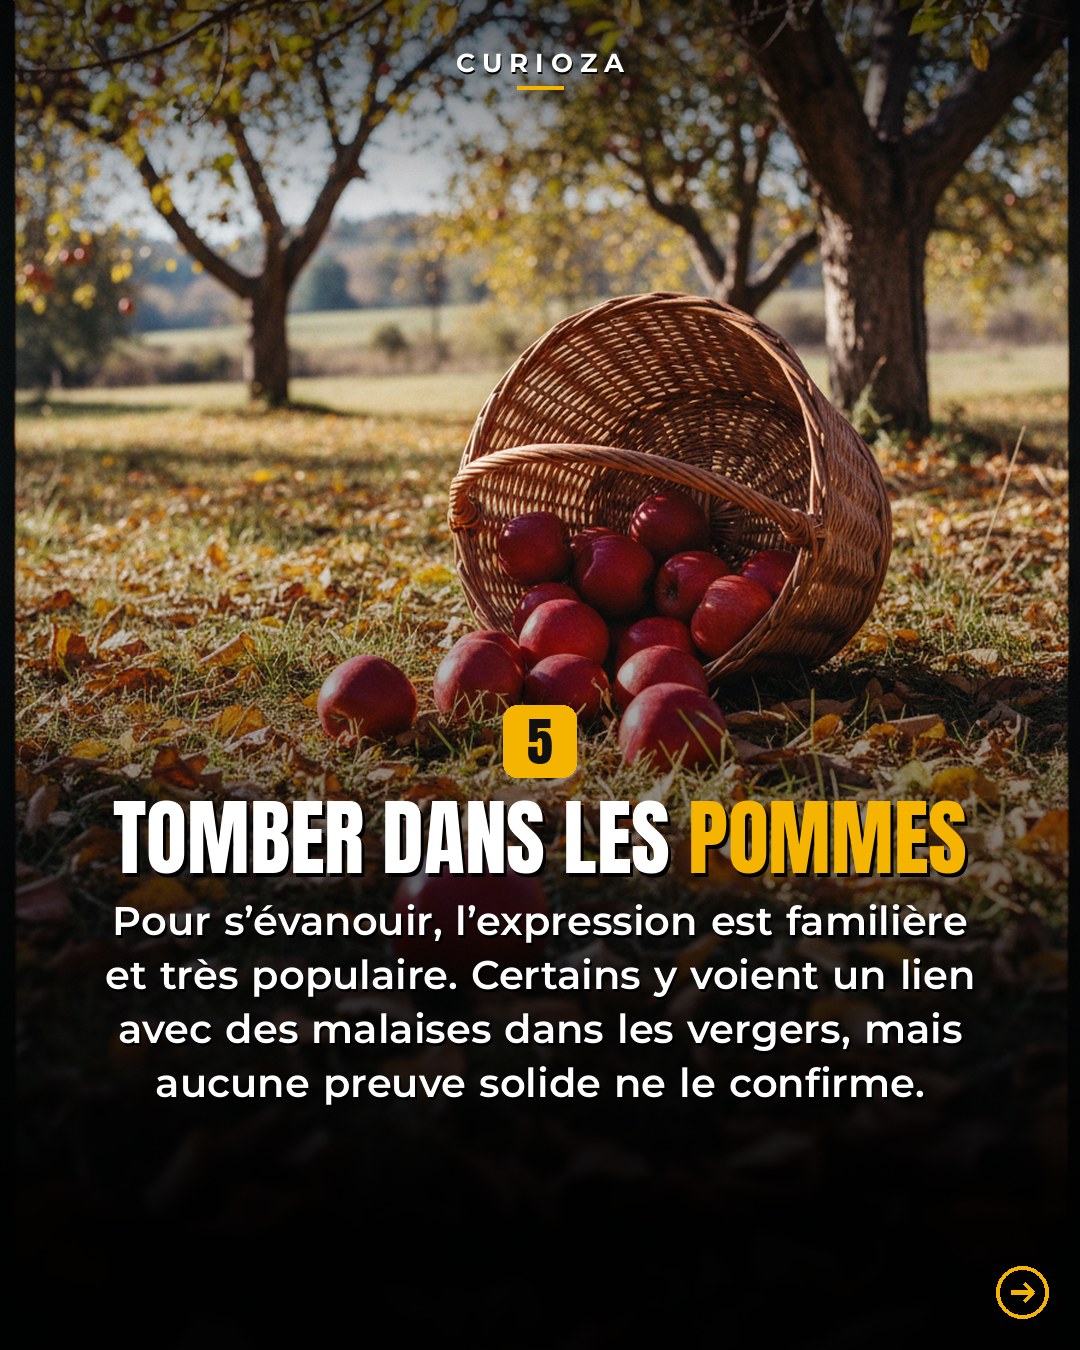 CURIOZA
5
TOMBER DANS LES POMMES
Pour s’évanouir, l’expression est familière
et très populaire. Certains y voient un lien
avec des malaises dans les vergers, mais
aucune preuve solide ne le confirme.